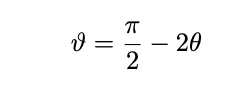 ϑ = π/2 − 2θ